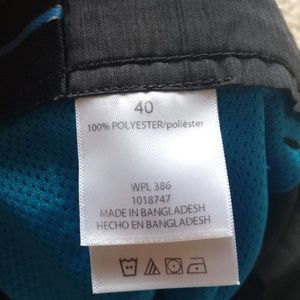 40
100% POLYESTER/poliéster
WPL 386
1018747
MADE IN BANGLADESH
HECHO EN BANGLADESH